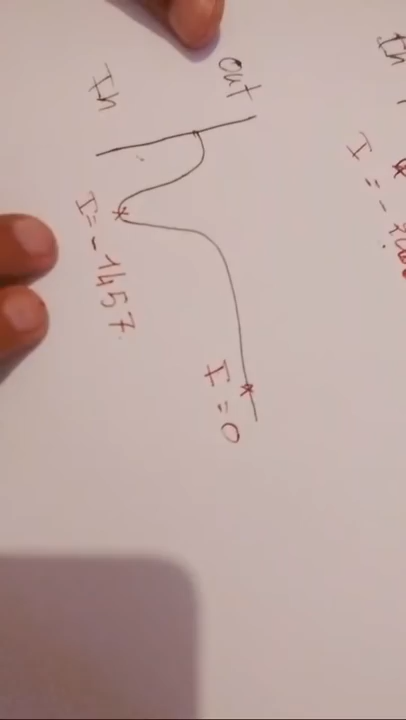 In
Out
I = -1457
I = 0
In
I = -